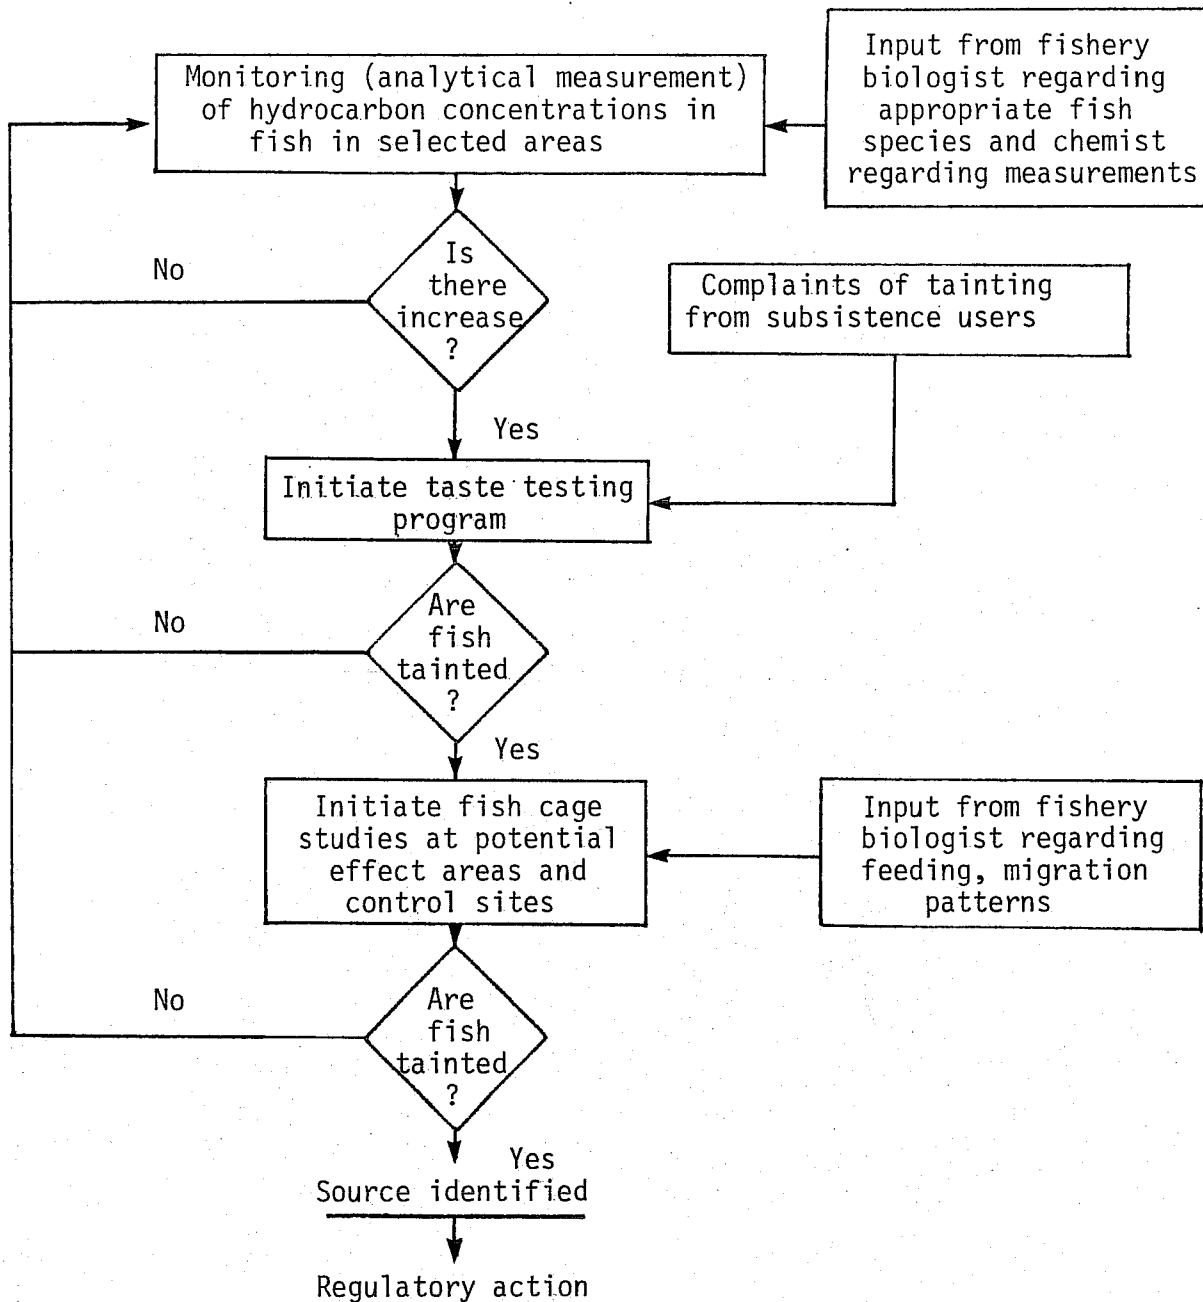 Monitoring (analytical measurement)
of hydrocarbon concentrations in
fish in selected areas
Input from fishery
biologist regarding
appropriate fish
species and chemist
regarding measurements
Is
there
increase
?
No
Yes
Complaints of tainting
from subsistence users
Initiate taste testing
program
Are
fish
tainted
?
No
Yes
Initiate fish cage
studies at potential
effect areas and
control sites
Input from fishery
biologist regarding
feeding, migration
patterns
Are
fish
tainted
?
No
Yes
Source identified
Regulatory action